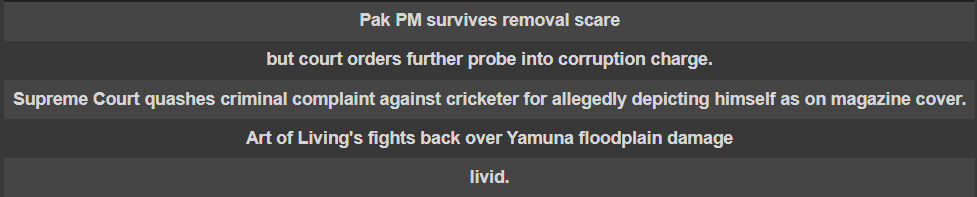 Pak PM survives removal scare
but court orders further probe into corruption charge.
Supreme Court quashes criminal complaint against cricketer for allegedly depicting himself as on magazine cover.
Art of Living's fights back over Yamuna floodplain damage
livid.